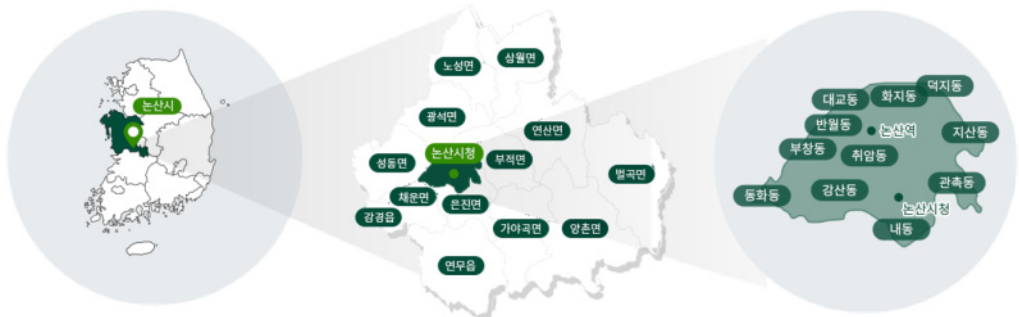 논산시
노성면
상월면
광석면
연산면
논산시청
성동면
부적면
벌곡면
채운면
은진면
강경읍
가야곡면
양촌면
연무읍
덕지동
대교동
화지동
반월동
논산역
지산동
부창동
취암동
관촉동
동화동
강산동
논산시청
내동